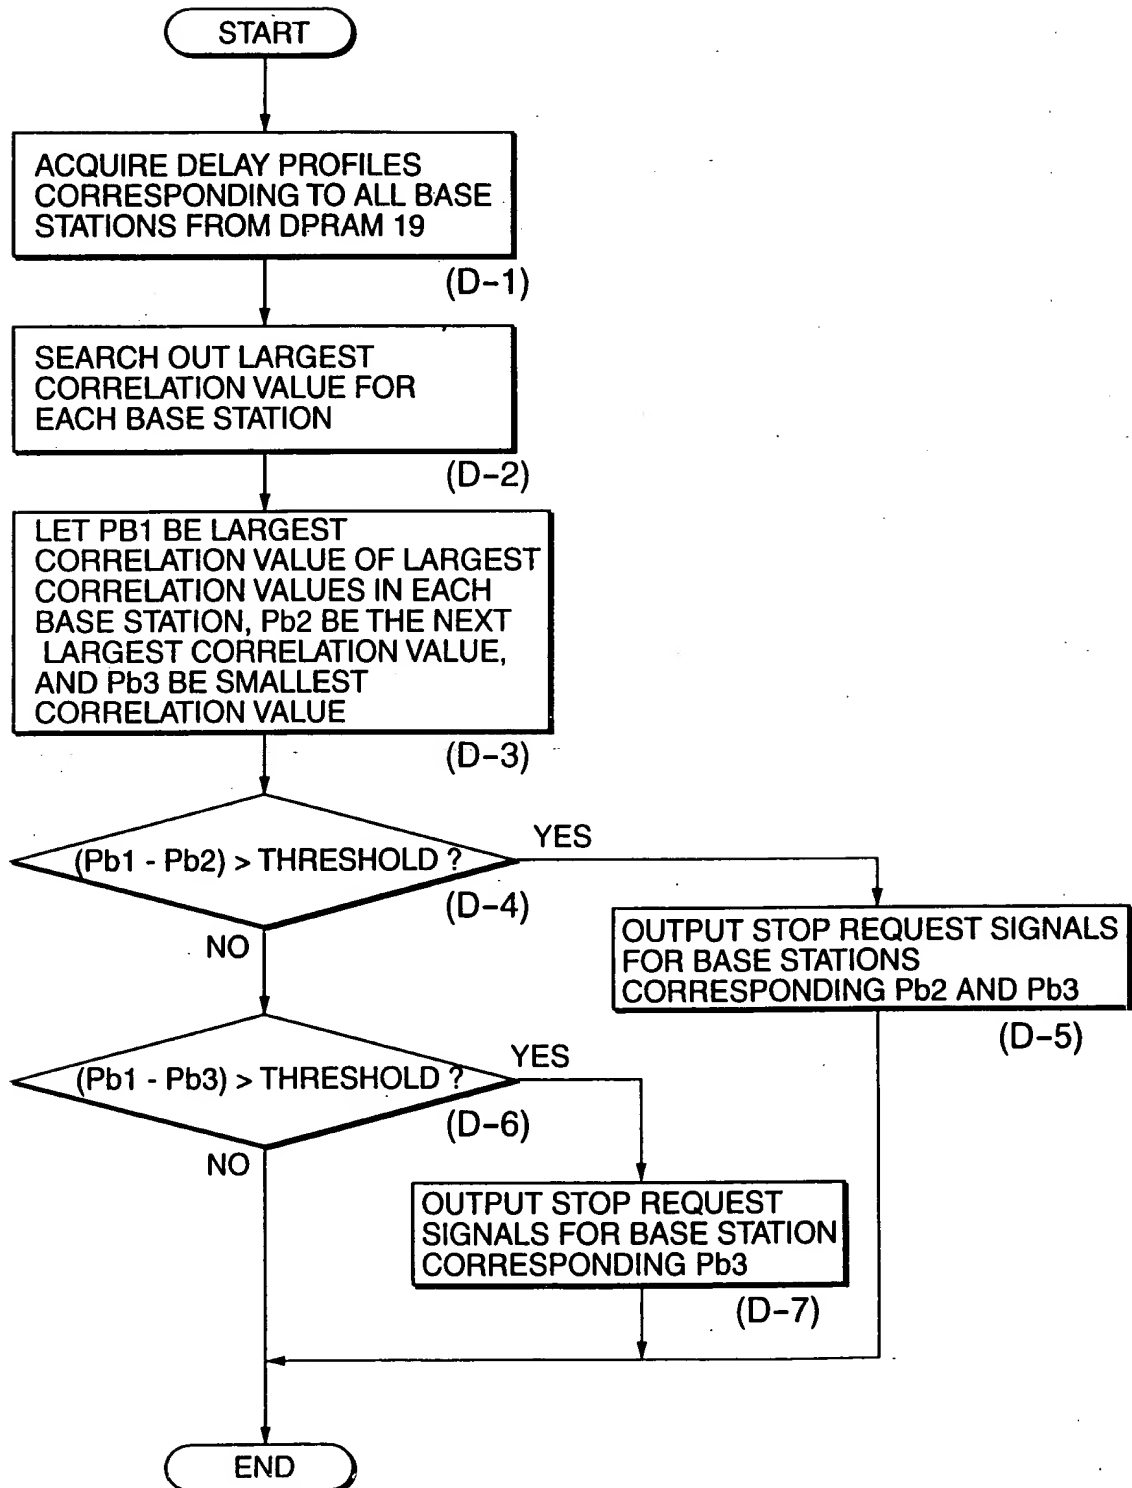 START
ACQUIRE DELAY PROFILES
CORRESPONDING TO ALL BASE
STATIONS FROM DPRAM 19
(D-1)
SEARCH OUT LARGEST
CORRELATION VALUE FOR
EACH BASE STATION
(D-2)
LET PB1 BE LARGEST
CORRELATION VALUE OF LARGEST
CORRELATION VALUES IN EACH
BASE STATION, Pb2 BE THE NEXT
LARGEST CORRELATION VALUE,
AND Pb3 BE SMALLEST
CORRELATION VALUE
(D-3)
(Pb1 - Pb2) > THRESHOLD ?
YES
(D-4)
NO
OUTPUT STOP REQUEST SIGNALS
FOR BASE STATIONS
CORRESPONDING Pb2 AND Pb3
(D-5)
(Pb1 - Pb3) > THRESHOLD ?
YES
(D-6)
NO
OUTPUT STOP REQUEST
SIGNALS FOR BASE STATION
CORRESPONDING Pb3
(D-7)
END